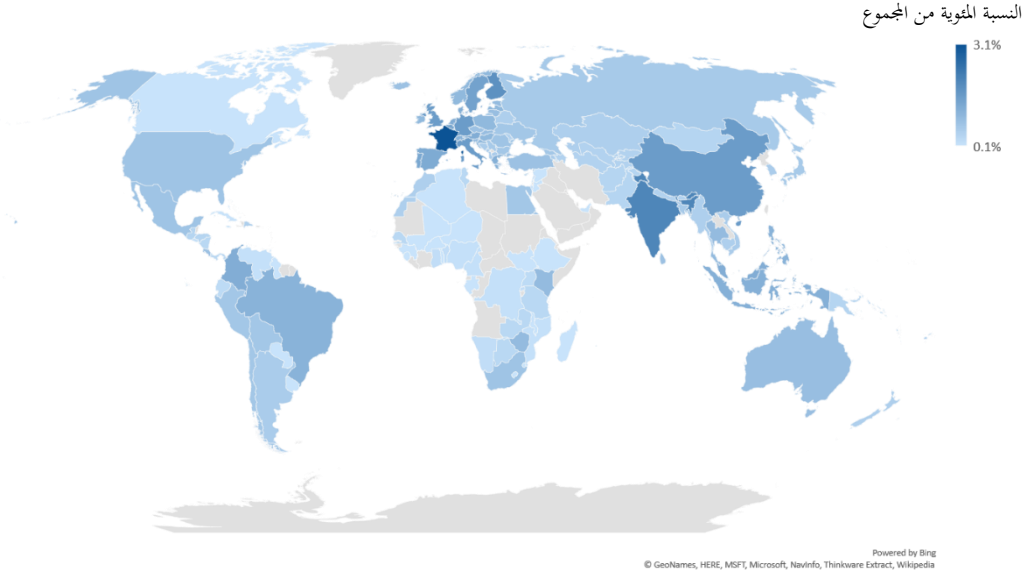 النسبة المئوية من المجموع
3.1%
0.1%
Powered by Bing
© GeoNames, HERE, MSFT, Microsoft, NavInfo, Thinkware Extract, Wikipedia